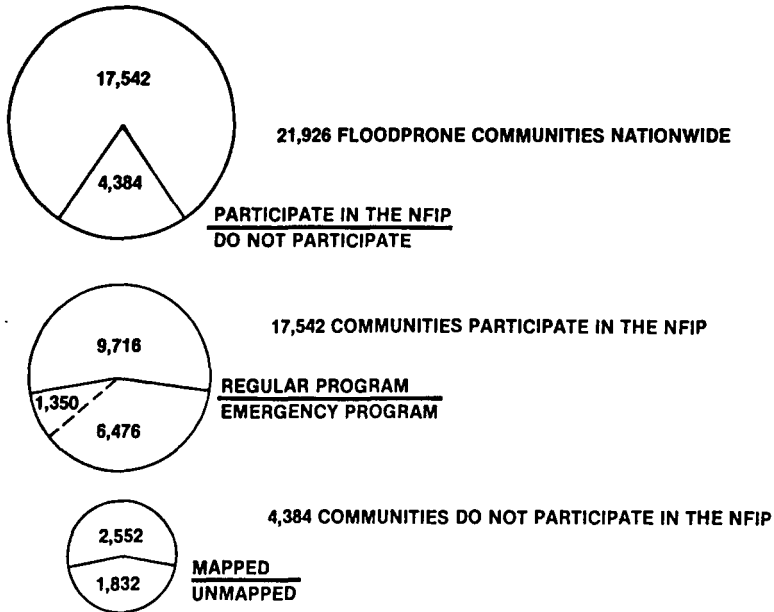 17,542
21,926 FLOODPRONE COMMUNITIES NATIONWIDE
4,384
PARTICIPATE IN THE NFIP
DO NOT PARTICIPATE
17,542 COMMUNITIES PARTICIPATE IN THE NFIP
9,716
REGULAR PROGRAM
1,350
EMERGENCY PROGRAM
6,476
4,384 COMMUNITIES DO NOT PARTICIPATE IN THE NFIP
2,552
MAPPED
1,832
UNMAPPED